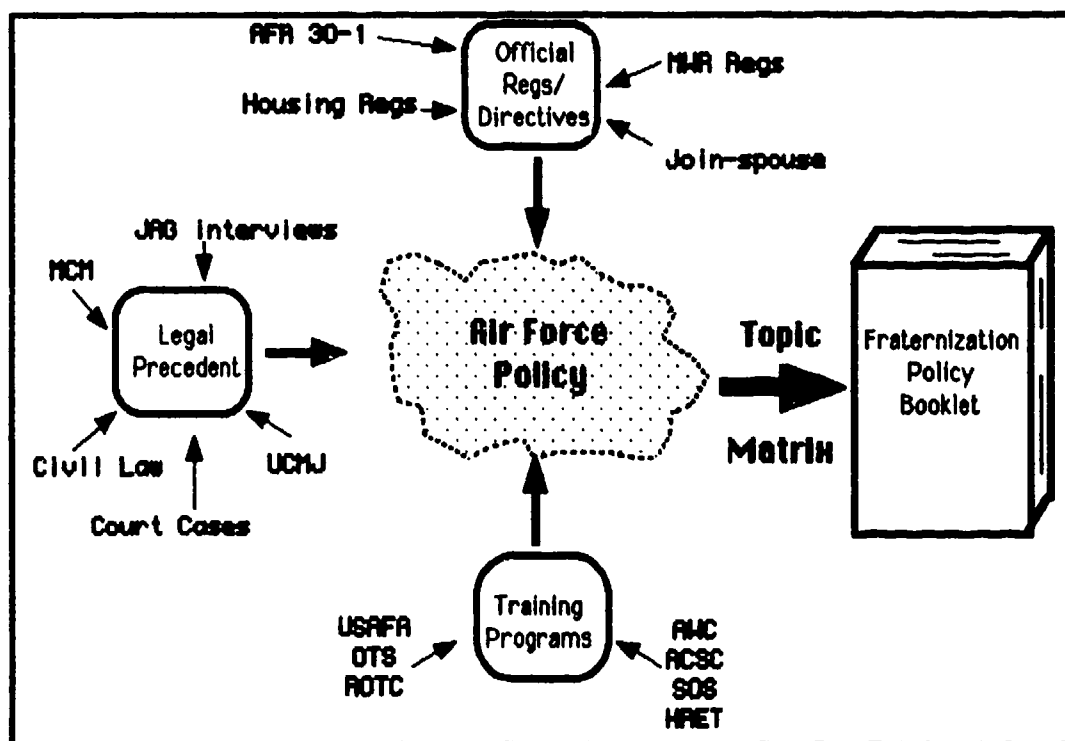 AFR 30-1
Official
Regs/
Directives
MWR Regs
Housing Regs
Join-spouse
JAG interviews
MCM
Legal
Precedent
Civil Law
UCMJ
Court Cases
Air Force
Policy
Topic
Matrix
Fraternization
Policy
Booklet
Training
Programs
USAFA
OTS
ROTC
AWC
ACSC
SOS